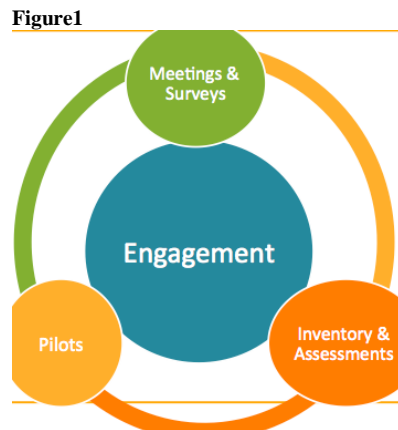 Figure1
Meetings &
Surveys
Engagement
Pilots
Inventory &
Assessments